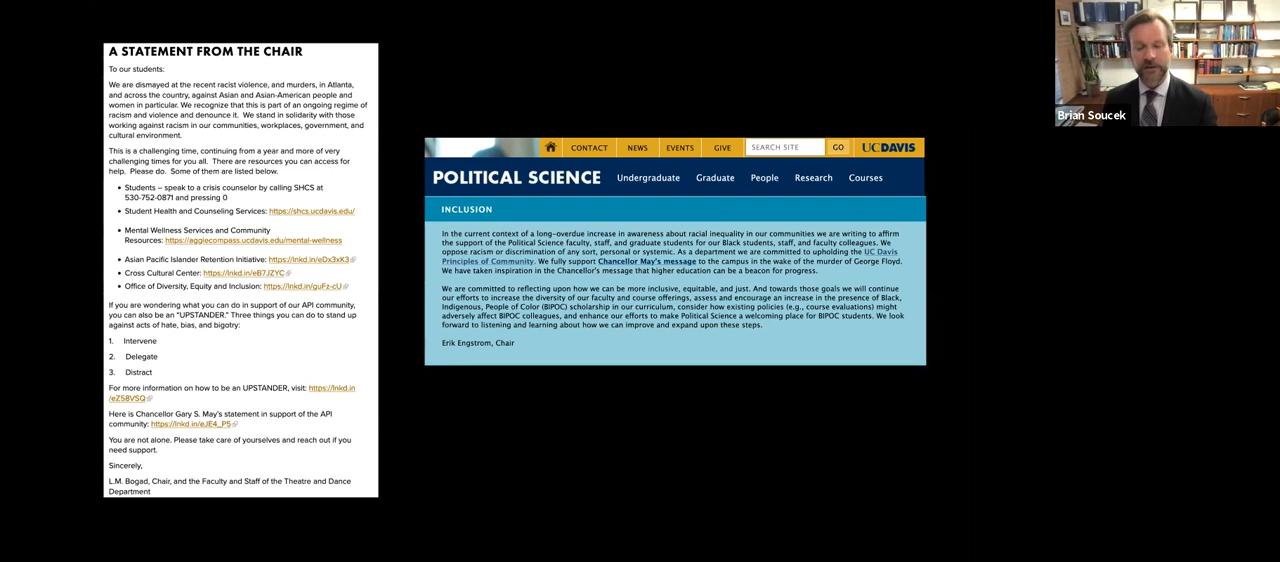 A STATEMENT FROM THE CHAIR
To our students:
We are dismayed at the recent racist violence, and murders, in Atlanta,
and across the country, against Asian and Asian-American people and
women in particular. We recognize that this is part of an ongoing regime of
racism and violence and denounce it. We stand in solidarity with those
working against racism in our communities, workplaces, government, and
cultural environment.
This is a challenging time, continuing from a year and more of very
challenging times for you all. There are resources you can access for
help. Please do. Some of them are listed below.
• Students – speak to a crisis counselor by calling SHCS at
530-752-0871 and pressing 0
• Student Health and Counseling Services: https://shcs.ucdavis.edu/
• Mental Wellness Services and Community
Resources: https://aggiecompass.ucdavis.edu/mental-wellness
• Asian Pacific Islander Retention Initiative: https://lnkd.in/eDx3xK3
• Cross Cultural Center: https://lnkd.in/eB7JZYC
• Office of Diversity, Equity and Inclusion: https://lnkd.in/guFz-cU
If you are wondering what you can do in support of our API community,
you can also be an “UPSTANDER.” Three things you can do to stand up
against acts of hate, bias, and bigotry:
1. Intervene
2. Delegate
3. Distract
For more information on how to be an UPSTANDER, visit: https://lnkd.in
/eZ58VSQ
Here is Chancellor Gary S. May’s statement in support of the API
community: https://lnkd.in/eJE4_P5
You are not alone. Please take care of yourselves and reach out if you
need support.
Sincerely,
L.M. Bogad, Chair, and the Faculty and Staff of the Theatre and Dance
Department
CONTACT NEWS EVENTS GIVE SEARCH SITE GO UCDAVIS
POLITICAL SCIENCE Undergraduate Graduate People Research Courses
INCLUSION
In the current context of a long-overdue increase in awareness about racial inequality in our communities we are writing to affirm
the support of the Political Science faculty, staff, and graduate students for our Black students, staff, and faculty colleagues. We
oppose racism or discrimination of any sort, personal or systemic. As a department we are committed to upholding the UC Davis
Principles of Community. We fully support Chancellor May's message to the campus in the wake of the murder of George Floyd.
We have taken inspiration in the Chancellor's message that higher education can be a beacon for progress.
We are committed to reflecting upon how we can be more inclusive, equitable, and just. And towards those goals we will continue
our efforts to increase the diversity of our faculty and course offerings, assess and encourage an increase in the presence of Black,
Indigenous, People of Color (BIPOC) scholarship in our curriculum, consider how existing policies (e.g., course evaluations) might
adversely affect BIPOC colleagues, and enhance our efforts to make Political Science a welcoming place for BIPOC students. We look
forward to listening and learning about how we can improve and expand upon these steps.
Erik Engstrom, Chair
Brian Soucek